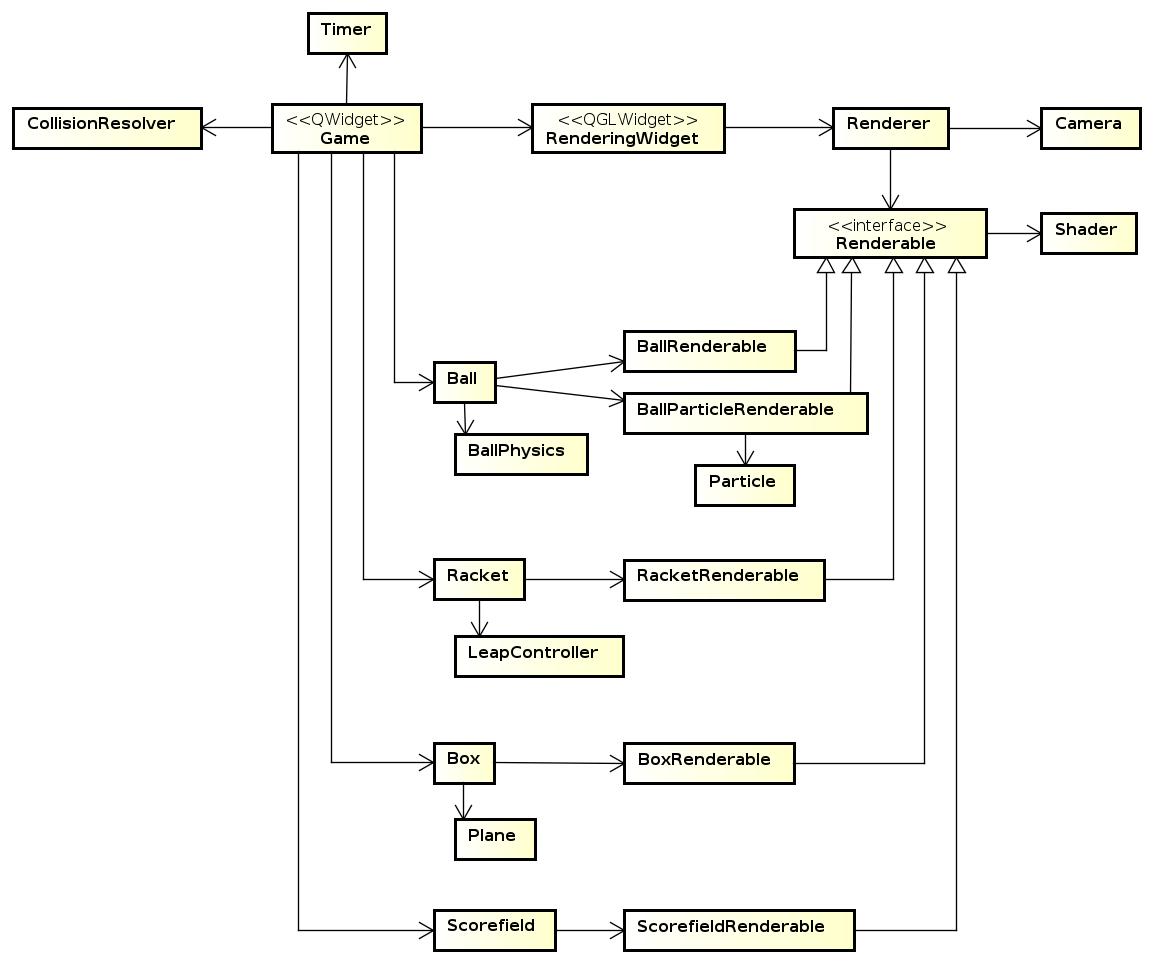 Timer
CollisionResolver
<<QWidget>>
Game
<<QGLWidget>>
RenderingWidget
Renderer
Camera
<<interface>>
Renderable
Shader
BallRenderable
Ball
BallParticleRenderable
BallPhysics
Particle
Racket
RacketRenderable
LeapController
Box
BoxRenderable
Plane
Scorefield
ScorefieldRenderable